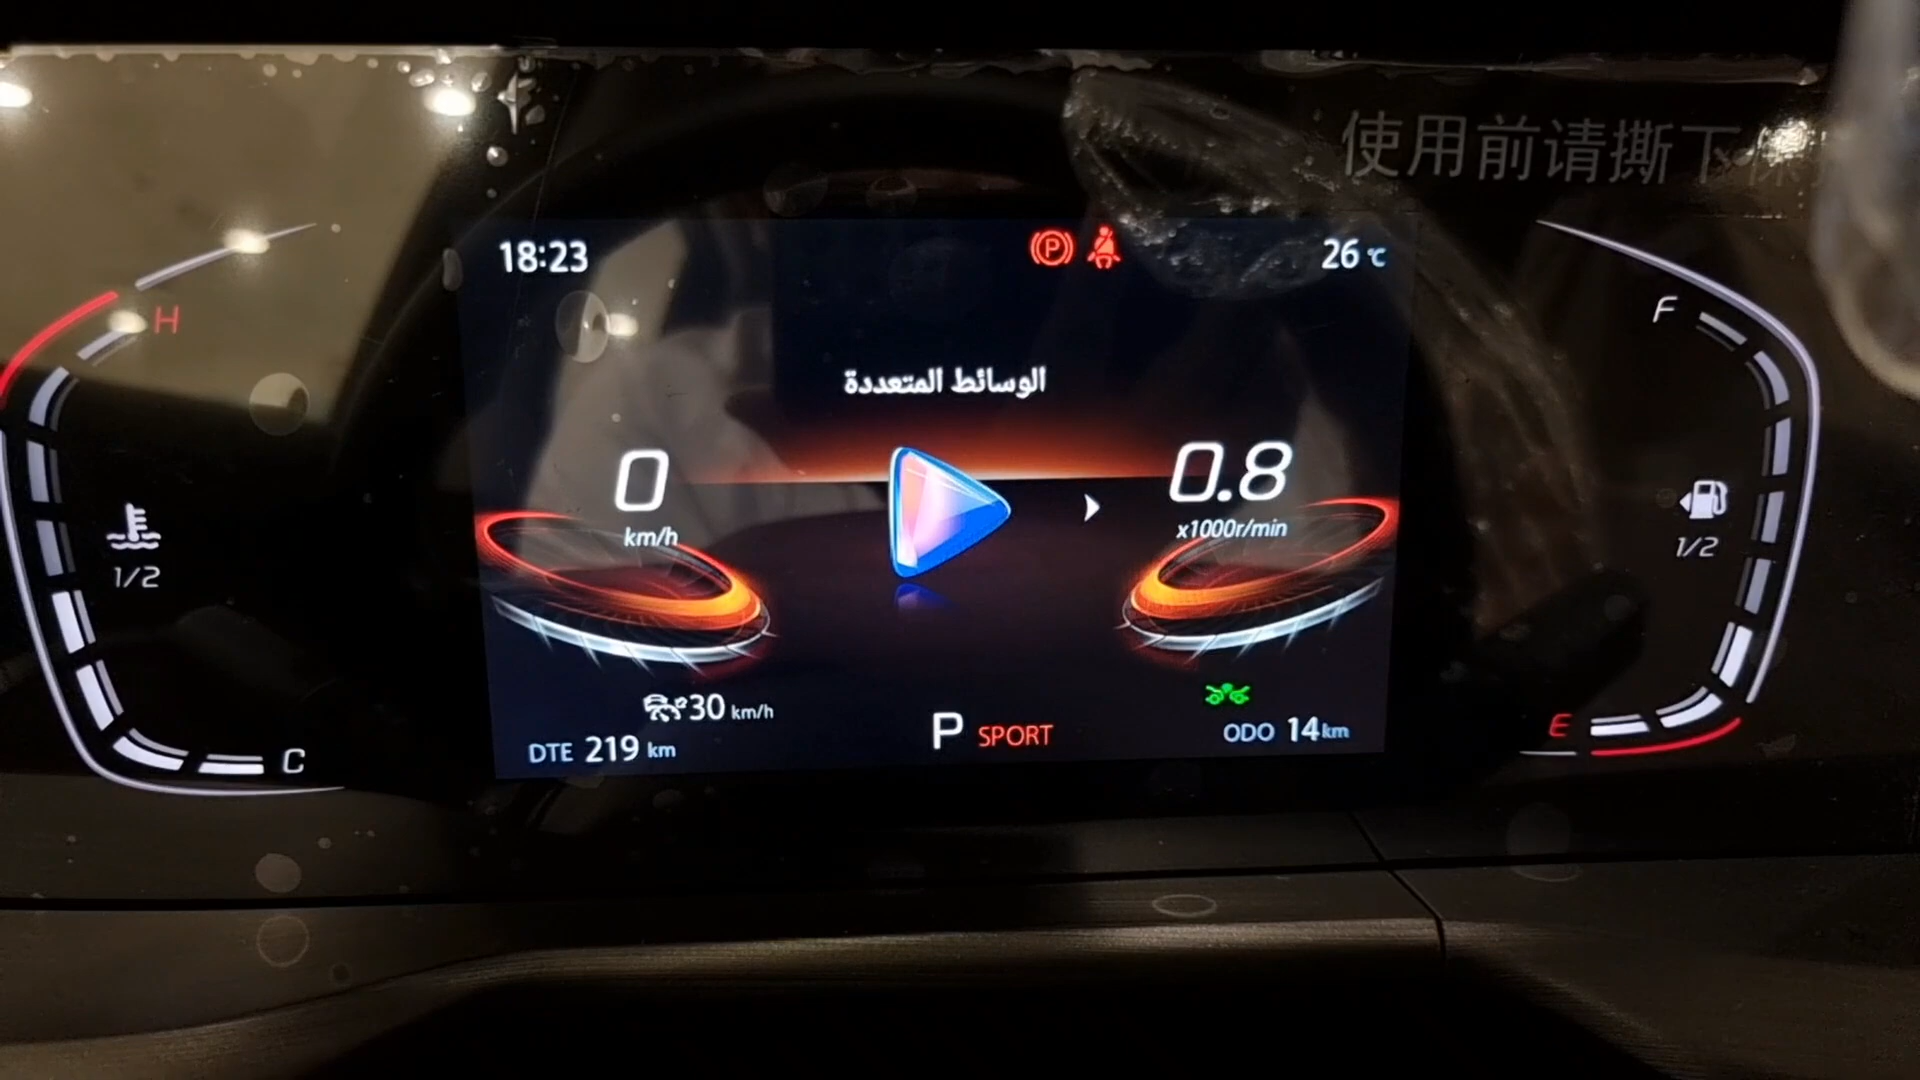 使用前请撕下保
18:23
26 ℃
H
F
الوسائط المتعددة
0
km/h
0.8
x1000r/min
1/2
1/2
30 km/h
DTE 219 km
P SPORT
ODO 14 km
C
E